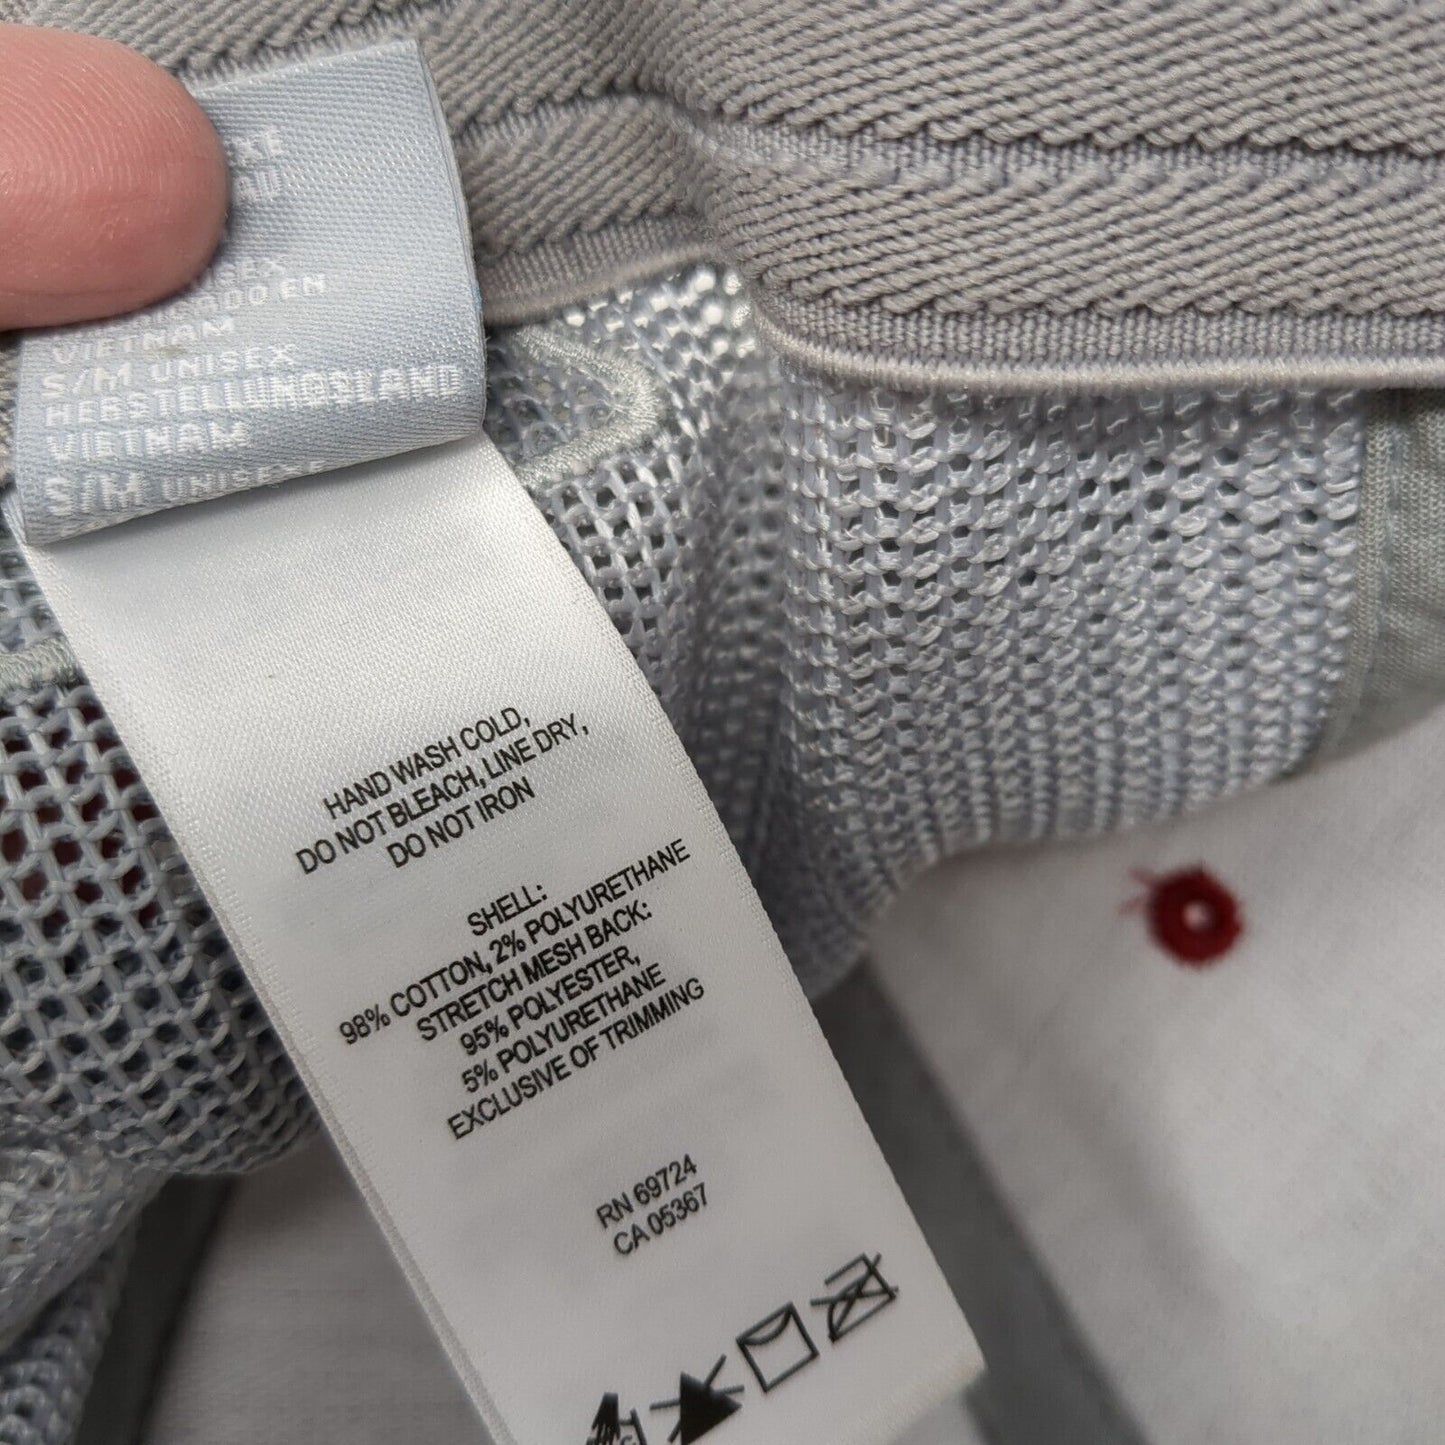 VIETNAM
S/M UNISEX
HERSTELLUNGSLAND
VIETNAM
S/M UNISEXE
HAND WASH COLD,
DO NOT BLEACH, LINE DRY,
DO NOT IRON
SHELL:
98% COTTON, 2% POLYURETHANE
STRETCH MESH BACK:
95% POLYESTER,
5% POLYURETHANE
EXCLUSIVE OF TRIMMING
RN 69724
CA 05367